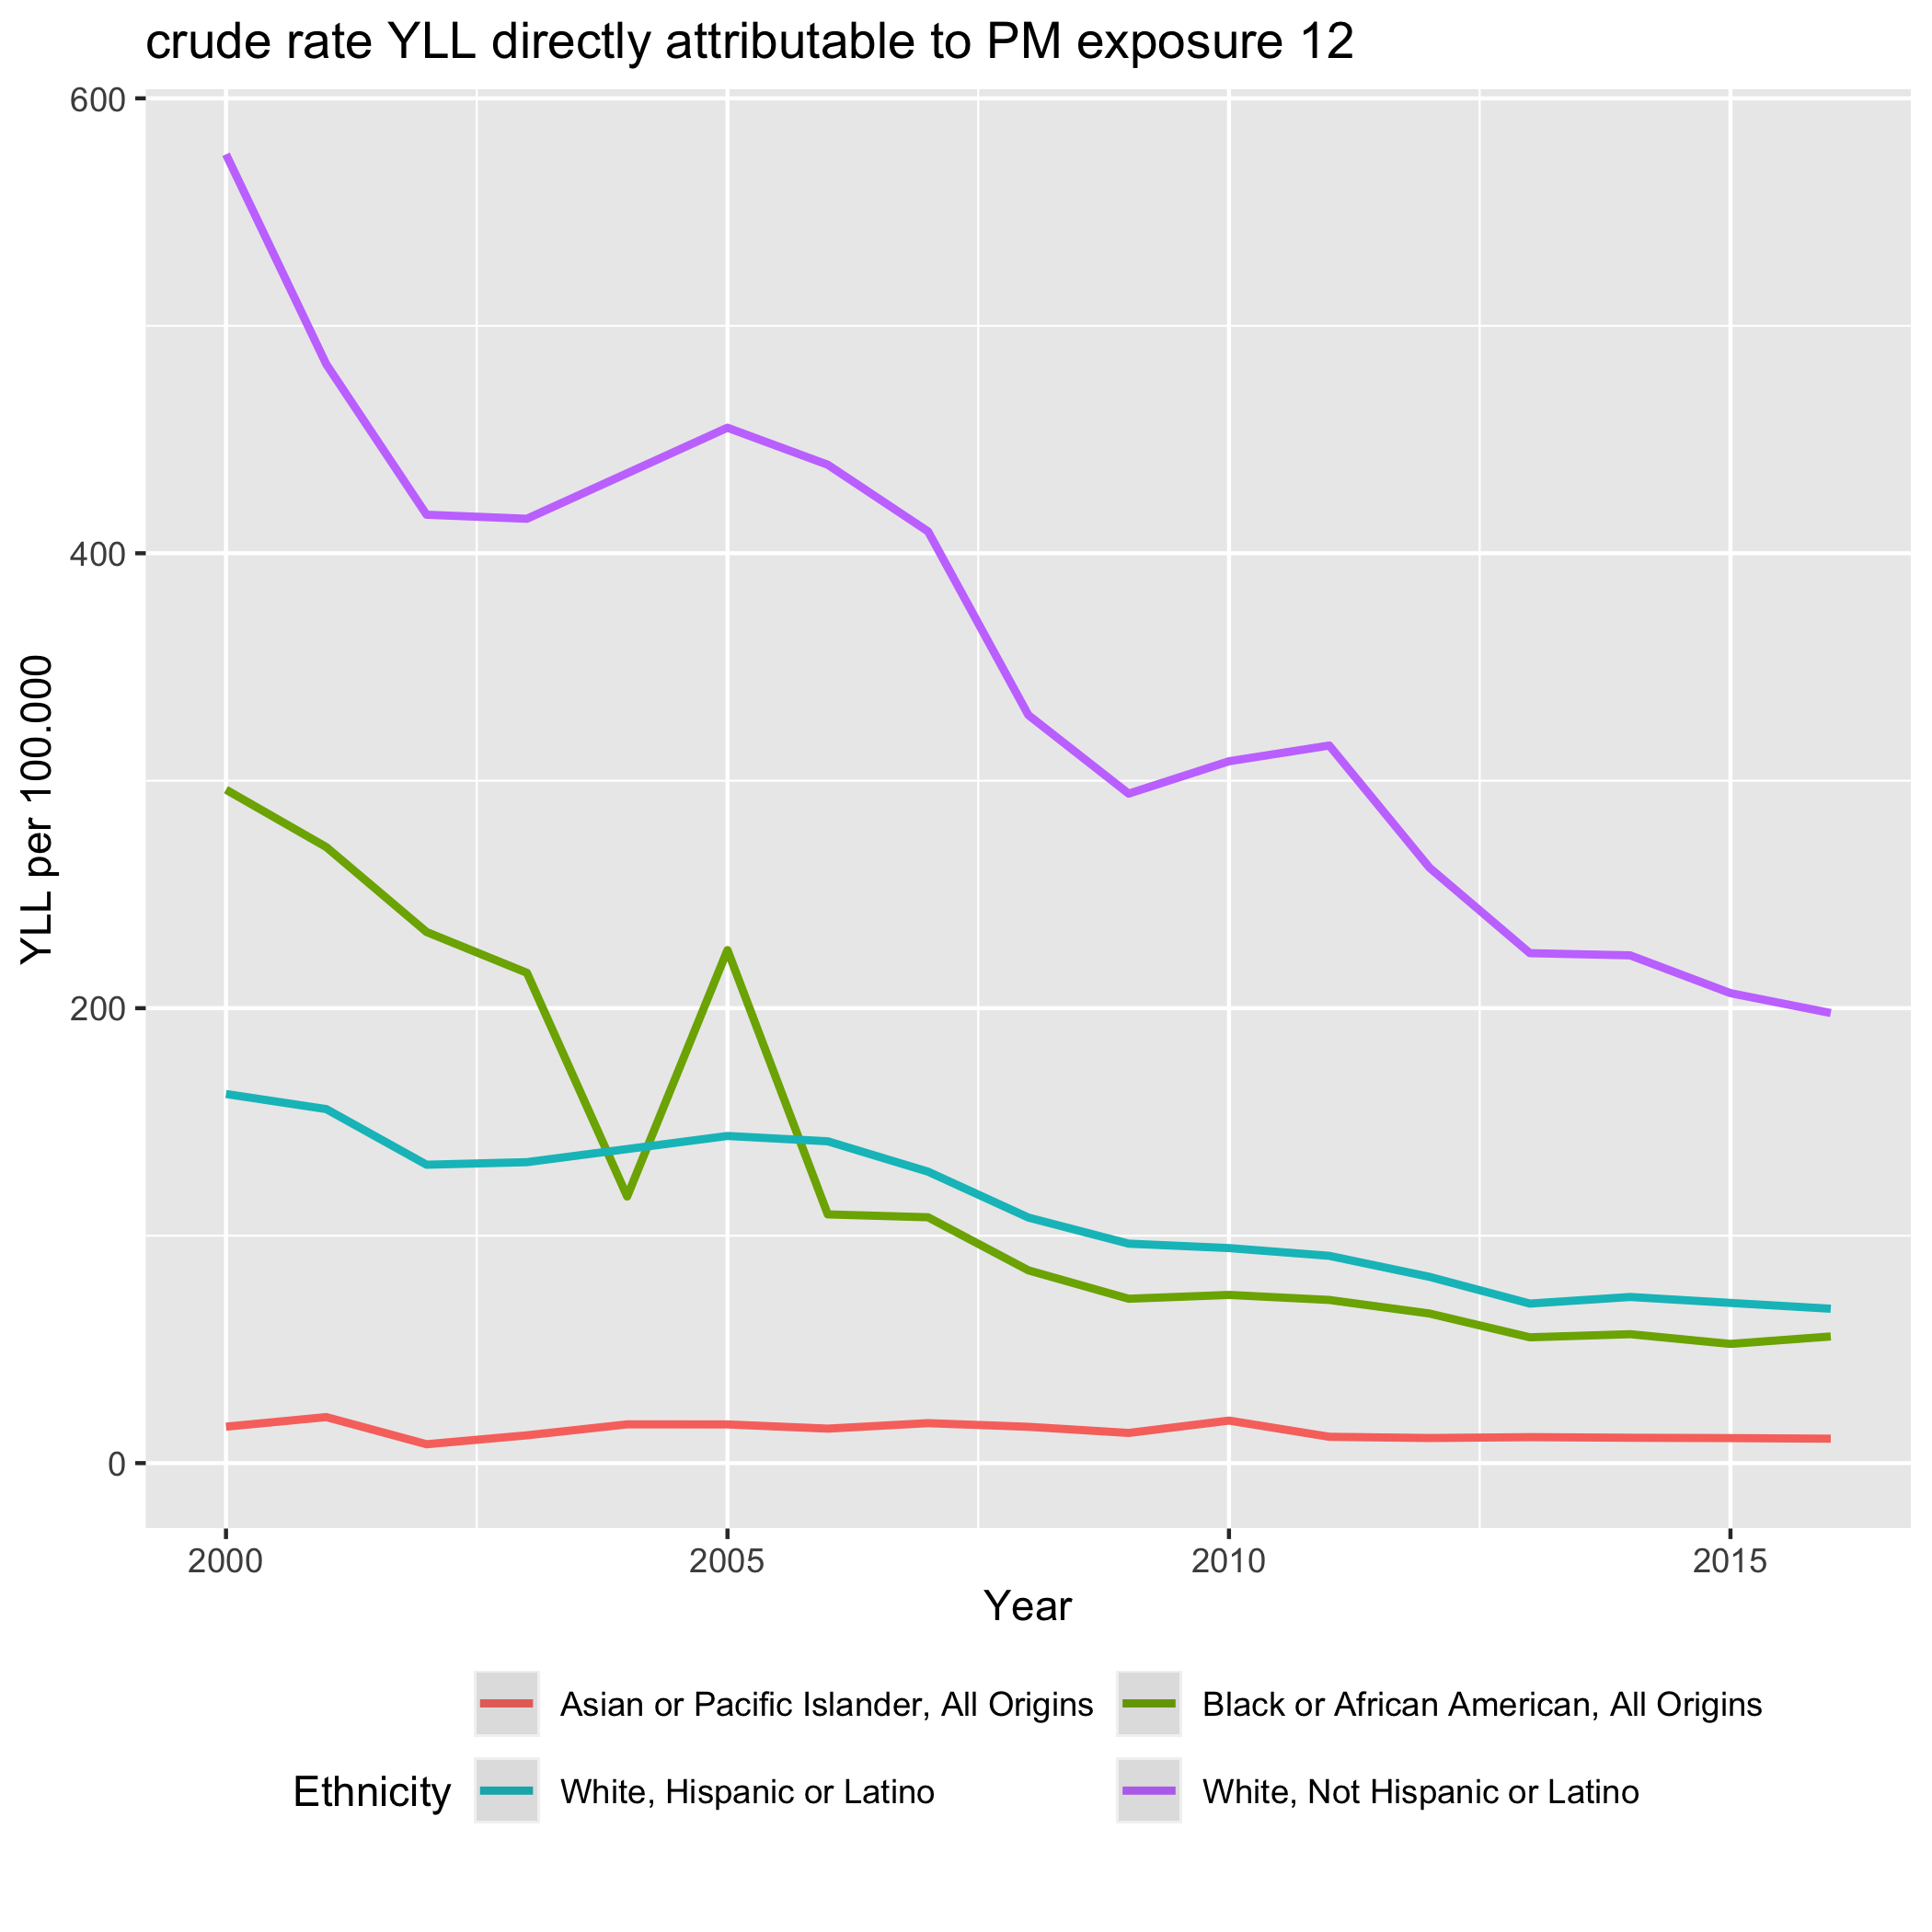 crude rate YLL directly attributable to PM exposure 12
600
400
200
0
YLL per 100.000
2000 2005 2010 2015
Year
Ethnicity
Asian or Pacific Islander, All Origins
Black or African American, All Origins
White, Hispanic or Latino
White, Not Hispanic or Latino